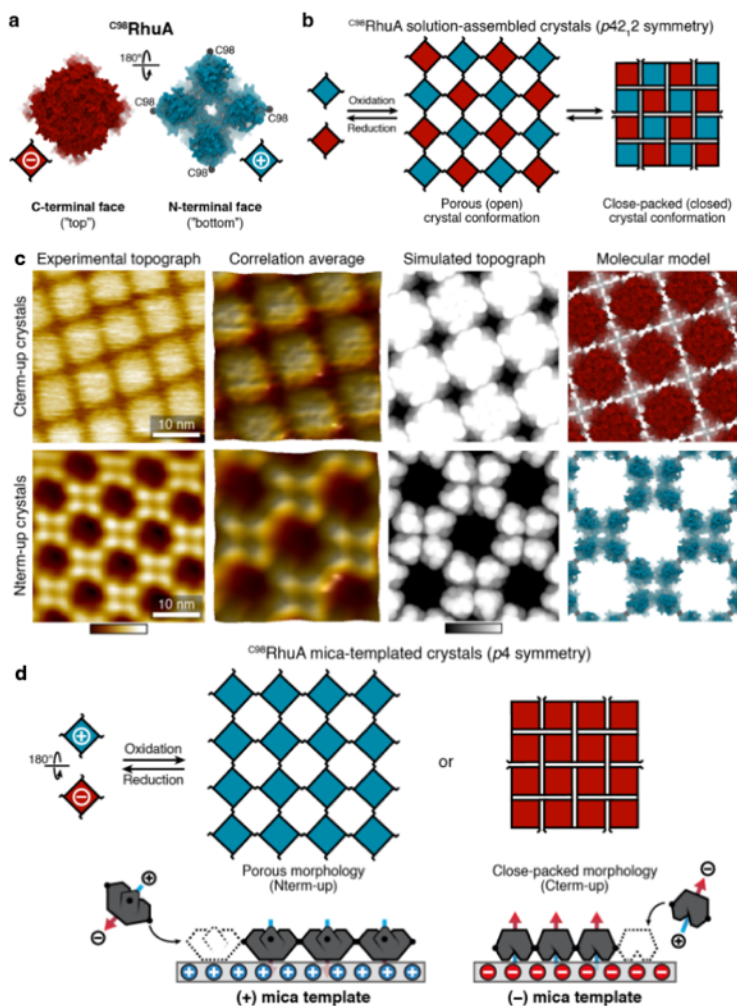 a
C98RhuA
180°
C98
C98
C98
C98
C-terminal face
("top")
N-terminal face
("bottom")
b
C98RhuA solution-assembled crystals (p42₁2 symmetry)
Oxidation
Reduction
Porous (open)
crystal conformation
Close-packed (closed)
crystal conformation
c
Experimental topograph
Correlation average
Simulated topograph
Molecular model
Cterm-up crystals
10 nm
Nterm-up crystals
10 nm
C98RhuA mica-templated crystals (p4 symmetry)
d
180°
Oxidation
Reduction
or
Porous morphology
(Nterm-up)
Close-packed morphology
(Cterm-up)
(+) mica template
(−) mica template